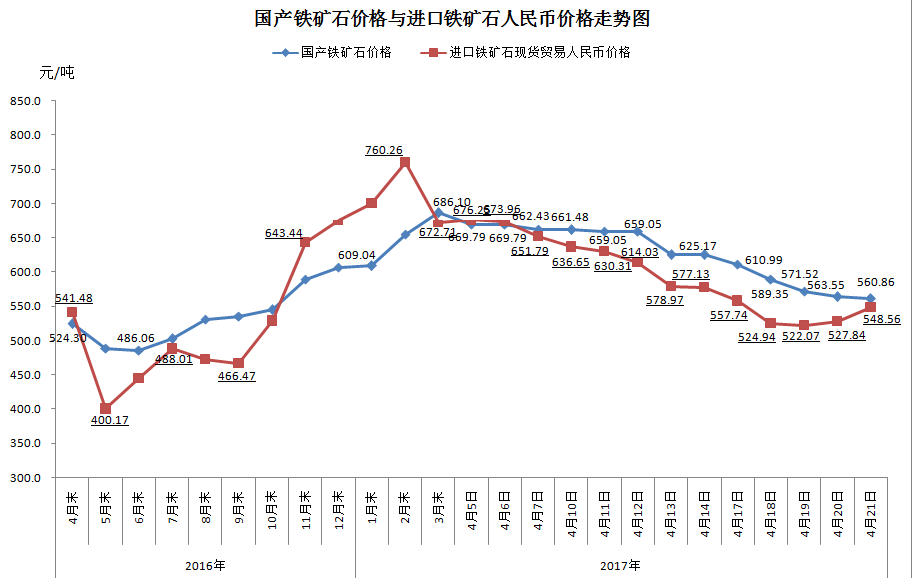 国产铁矿石价格与进口铁矿石人民币价格走势图
国产铁矿石价格 进口铁矿石现货贸易人民币价格
元/吨
850.0
800.0
750.0
700.0
650.0
600.0
550.0
500.0
450.0
400.0
350.0
300.0
541.48
524.30
400.17
486.06
488.01
466.47
643.44
609.04
760.26
686.10
672.71
676.25
669.79
673.96
669.79
662.43
651.79
661.48
636.65
659.05
630.31
659.05
614.03
578.97
625.17
577.13
610.99
557.74
589.35
524.94
571.52
522.07
563.55
527.84
560.86
548.56
4月末
5月末
6月末
7月末
8月末
9月末
10月末
11月末
12月末
1月末
2月末
3月末
4月5日
4月6日
4月7日
4月10日
4月11日
4月12日
4月13日
4月14日
4月17日
4月18日
4月19日
4月20日
4月21日
2016年 2017年